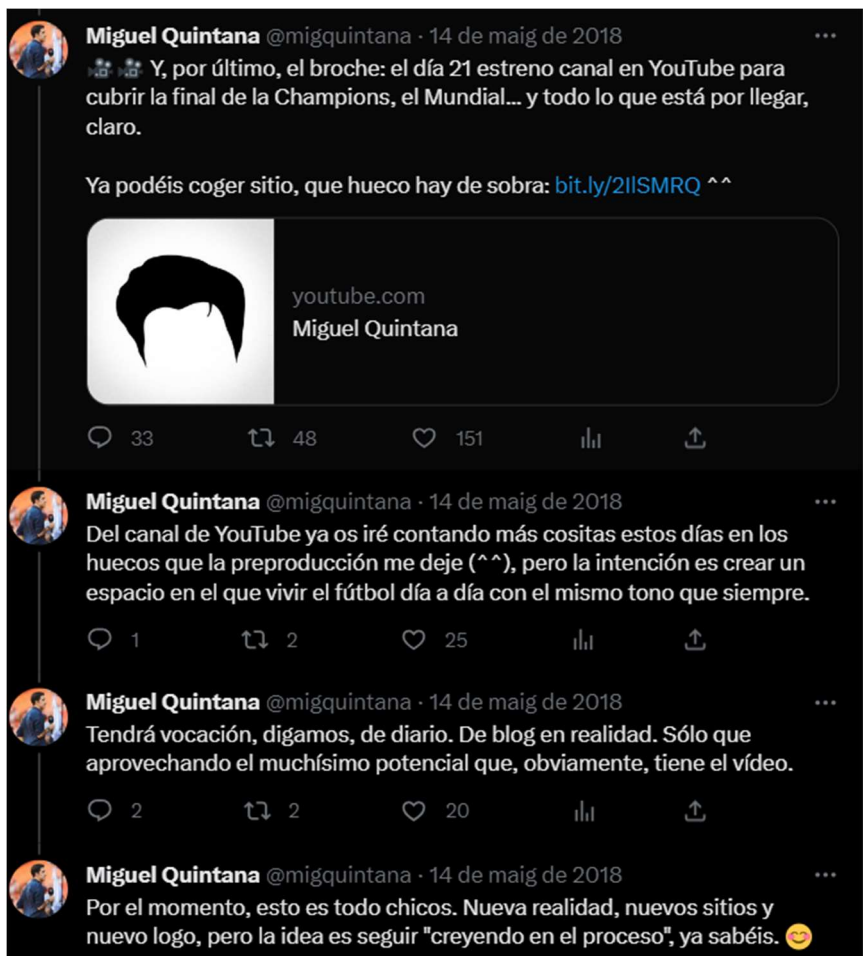 Miguel Quintana @migquintana · 14 de maig de 2018
🎥 🎥 Y, por último, el broche: el día 21 estreno canal en YouTube para
cubrir la final de la Champions, el Mundial... y todo lo que está por llegar,
claro.
Ya podéis coger sitio, que hueco hay de sobra: bit.ly/2IlSMRQ ^^
youtube.com
Miguel Quintana
33 48 151
Miguel Quintana @migquintana · 14 de maig de 2018
Del canal de YouTube ya os iré contando más cositas estos días en los
huecos que la preproducción me deje (^^), pero la intención es crear un
espacio en el que vivir el fútbol día a día con el mismo tono que siempre.
1 2 25
Miguel Quintana @migquintana · 14 de maig de 2018
Tendrá vocación, digamos, de diario. De blog en realidad. Sólo que
aprovechando el muchísimo potencial que, obviamente, tiene el vídeo.
2 2 20
Miguel Quintana @migquintana · 14 de maig de 2018
Por el momento, esto es todo chicos. Nueva realidad, nuevos sitios y
nuevo logo, pero la idea es seguir "creyendo en el proceso", ya sabéis. 😊